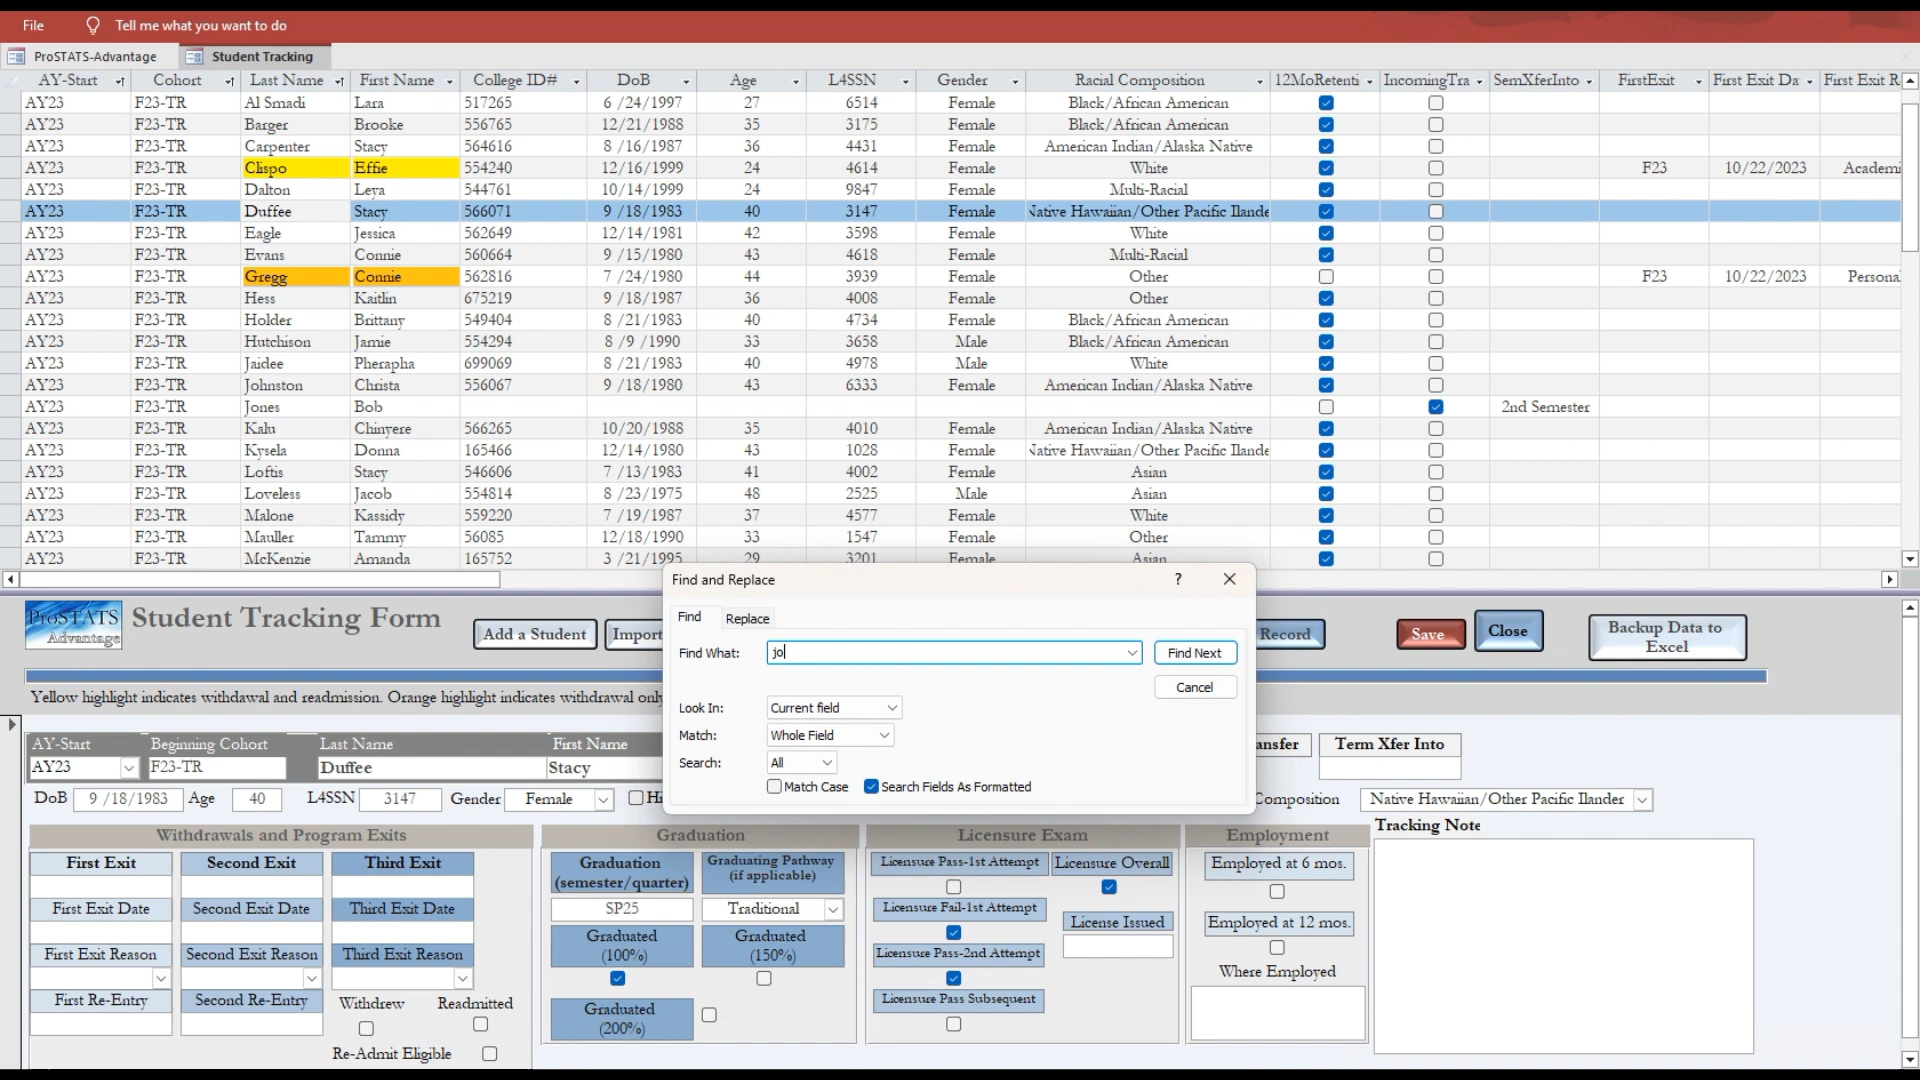 File Tell me what you want to do
ProSTATS-Advantage Student Tracking
AY-Start Cohort Last Name First Name College ID# DoB Age L4SSN Gender Racial Composition 12MoRetenti IncomingTra SemXferInto FirstExit First Exit Da First Exit R
AY23 F23-TR Al Smadi Lara 517265 6 /24/1997 27 6514 Female Black/African American
AY23 F23-TR Barger Brooke 556765 12/21/1988 35 3175 Female Black/African American
AY23 F23-TR Carpenter Stacy 564616 8 /16/1987 36 4431 Female American Indian/Alaska Native
AY23 F23-TR Clispo Effie 554240 12/16/1999 24 4614 Female White F23 10/22/2023 Academi
AY23 F23-TR Dalton Leya 544761 10/14/1999 24 9847 Female Multi-Racial
AY23 F23-TR Duffee Stacy 566071 9 /18/1983 40 3147 Female Native Hawaiian/Other Pacific Ilande
AY23 F23-TR Eagle Jessica 562649 12/14/1981 42 3598 Female White
AY23 F23-TR Evans Connie 560664 9 /15/1980 43 4618 Female Multi-Racial
AY23 F23-TR Gregg Connie 562816 7 /24/1980 44 3939 Female Other F23 10/22/2023 Persona
AY23 F23-TR Hess Kaitlin 675219 9 /18/1987 36 4008 Female Other
AY23 F23-TR Holder Brittany 549404 8 /21/1983 40 4734 Female Black/African American
AY23 F23-TR Hutchison Jamie 554294 8 /9 /1990 33 3658 Male Black/African American
AY23 F23-TR Jaidee Pherapha 699069 8 /21/1983 40 4978 Male White
AY23 F23-TR Johnston Christa 556067 9 /18/1980 43 6333 Female American Indian/Alaska Native
AY23 F23-TR Jones Bob 2nd Semester
AY23 F23-TR Kalu Chinyere 566265 10/20/1988 35 4010 Female American Indian/Alaska Native
AY23 F23-TR Kysela Donna 165466 12/14/1980 43 1028 Female Native Hawaiian/Other Pacific Ilande
AY23 F23-TR Loftis Stacy 546606 7 /13/1983 41 4002 Female Asian
AY23 F23-TR Loveless Jacob 554814 8 /23/1975 48 2525 Male Asian
AY23 F23-TR Malone Kassidy 559220 7 /19/1987 37 4577 Female White
AY23 F23-TR Mauller Tammy 56085 12/18/1990 33 1547 Female Other
AY23 F23-TR McKenzie Amanda 165752 3 /21/1995 29 3201 Female Asian
Find and Replace ?
Find Replace
Find What: jo Find Next
Cancel
Look In: Current field
Match: Whole Field
Search: All
Match Case Search Fields As Formatted
ProSTATS Advantage
Student Tracking Form
Add a Student Import Record Save Close Backup Data to
Excel
Yellow highlight indicates withdawal and readmission. Orange highlight indicates withdrawal only
AY-Start Beginning Cohort Last Name First Name ansfer Term Xfer Into
AY23 F23-TR Duffee Stacy
DoB 9 /18/1983 Age 40 L4SSN 3147 Gender Female Hi Composition Native Hawaiian/Other Pacific Ilander
Withdrawals and Program Exits Graduation Licensure Exam Employment Tracking Note
First Exit Second Exit Third Exit
First Exit Date Second Exit Date Third Exit Date
First Exit Reason Second Exit Reason Third Exit Reason
First Re-Entry Second Re-Entry Withdrew Readmitted
Re-Admit Eligible
Graduation
(semester/quarter)
SP25
Graduating Pathway
(if applicable)
Traditional
Graduated
(100%)
Graduated
(150%)
Graduated
(200%)
Licensure Pass-1st Attempt Licensure Overall
Licensure Fail-1st Attempt
License Issued
Licensure Pass-2nd Attempt
Licensure Pass Subsequent
Employed at 6 mos.
Employed at 12 mos.
Where Employed